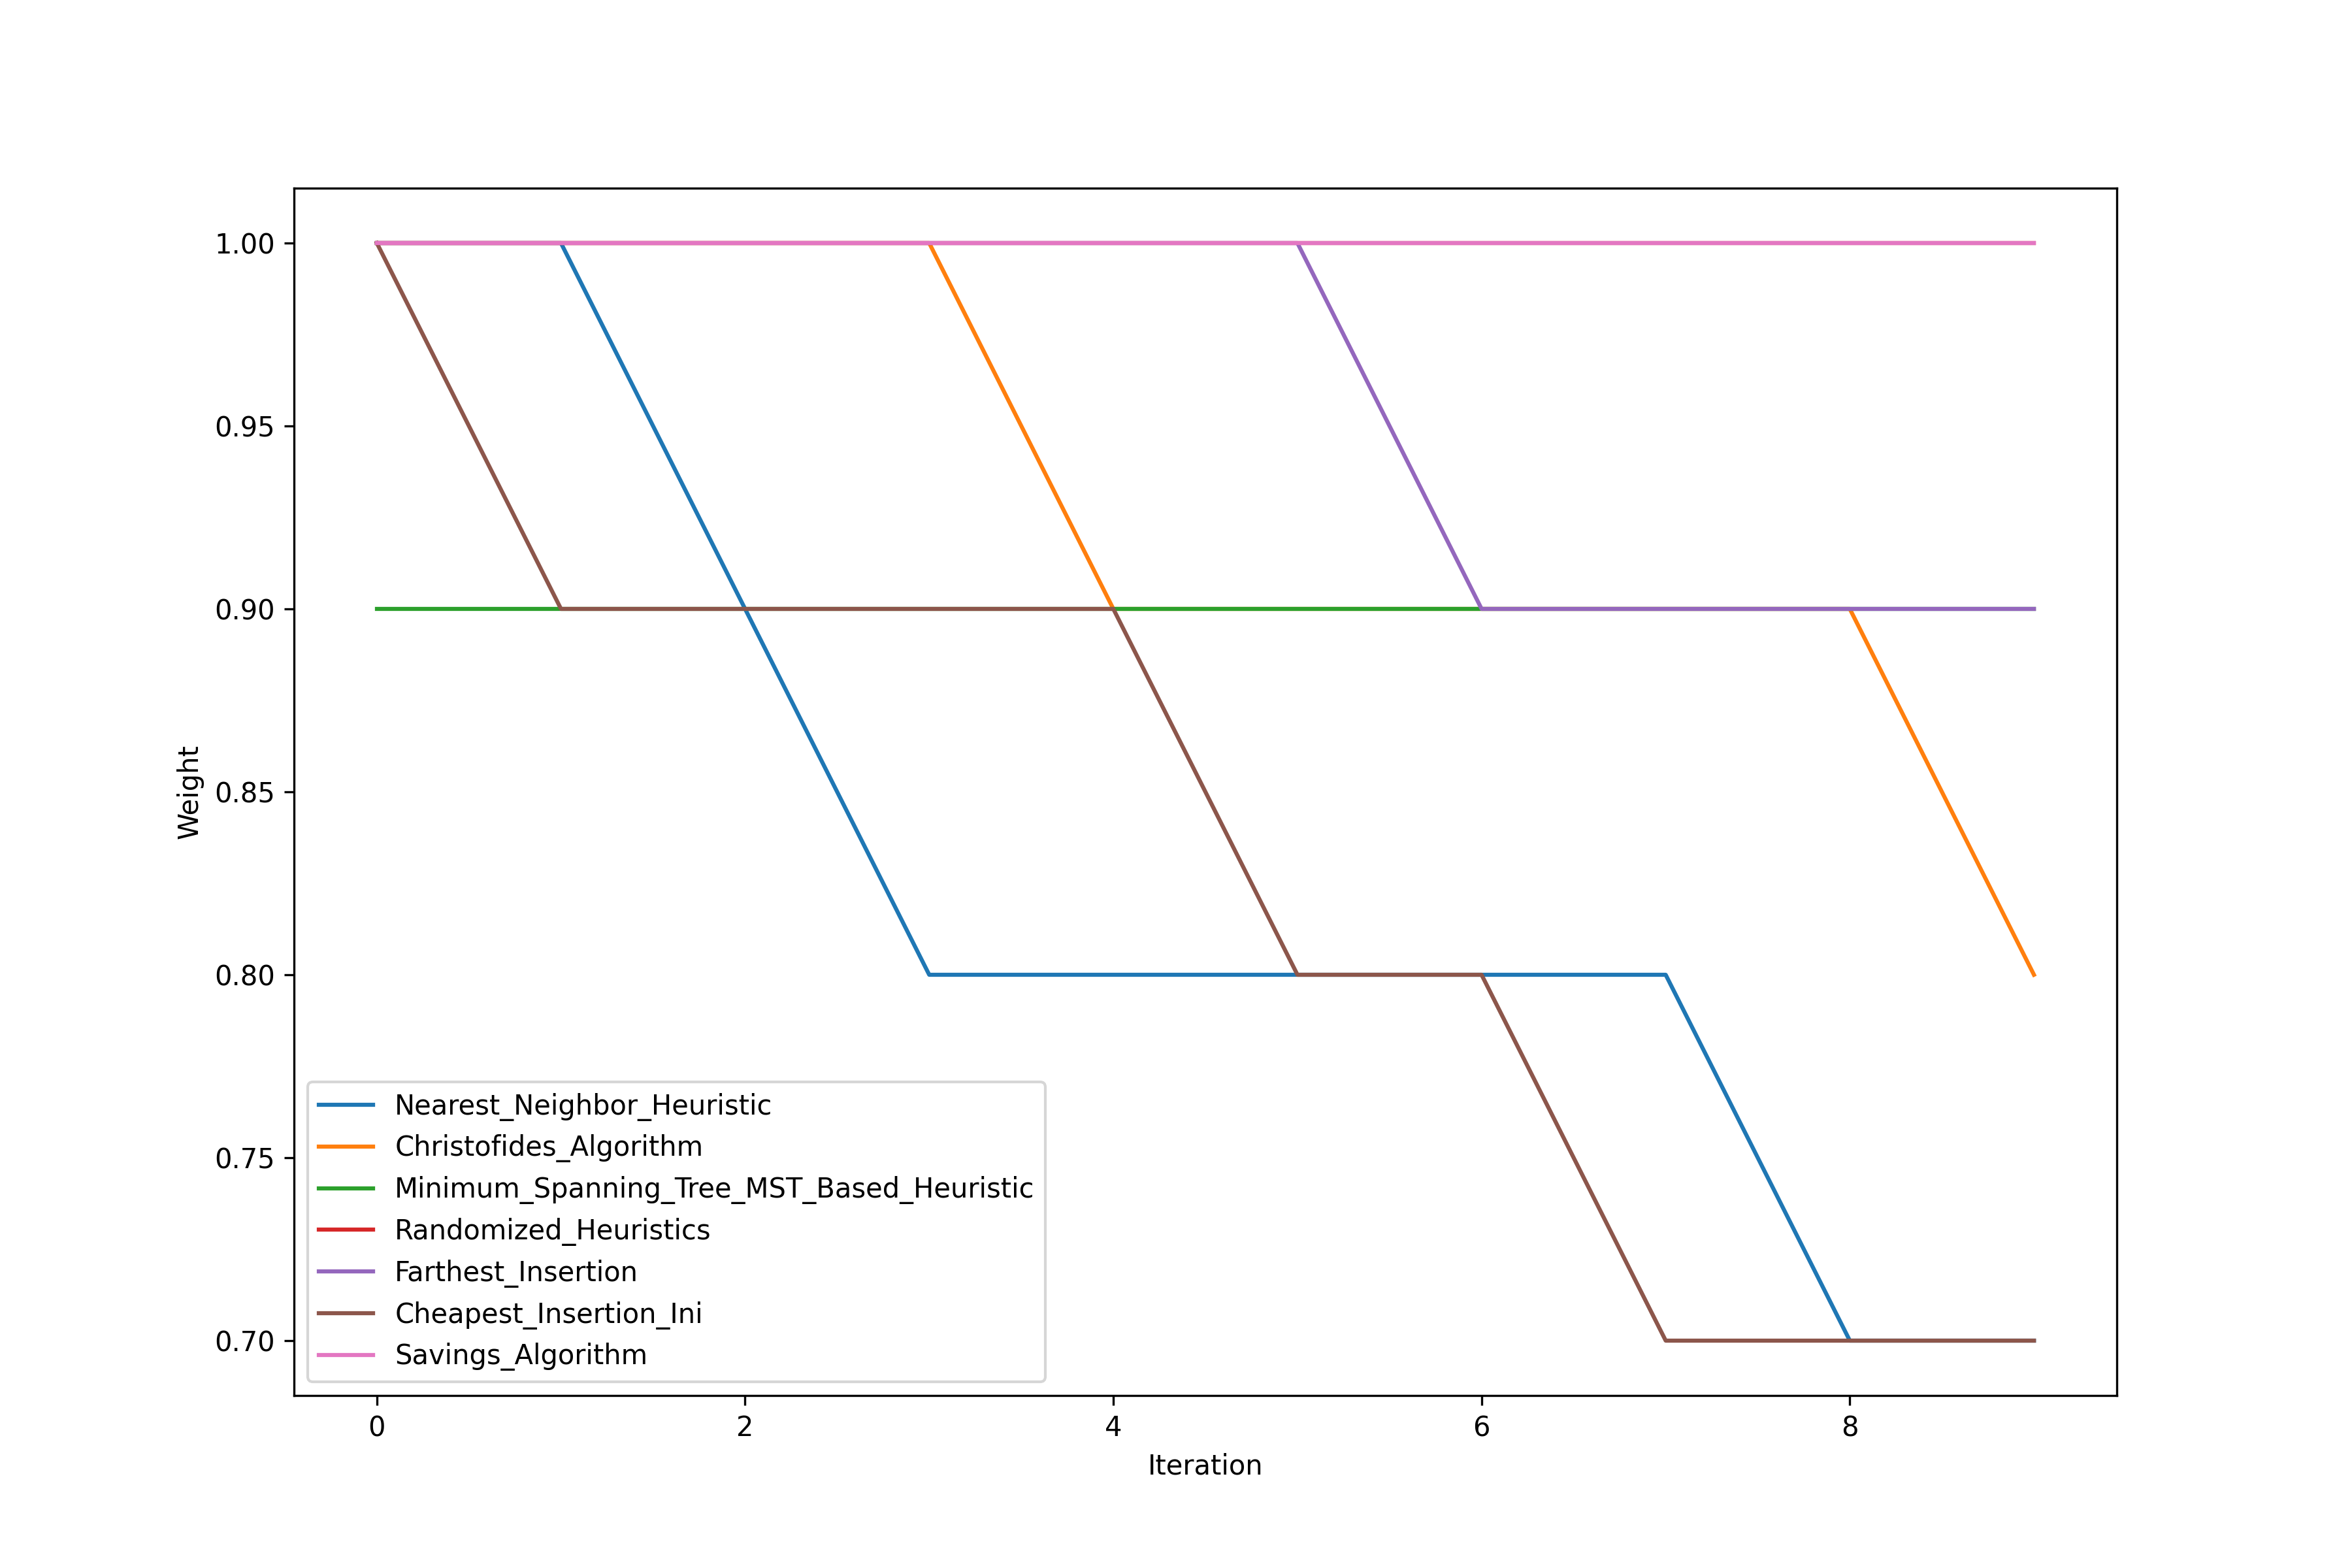 1.00
0.95
0.90
0.85
0.80
0.75
0.70
Weight
Nearest_Neighbor_Heuristic
Christofides_Algorithm
Minimum_Spanning_Tree_MST_Based_Heuristic
Randomized_Heuristics
Farthest_Insertion
Cheapest_Insertion_Ini
Savings_Algorithm
0 2 4 6 8
Iteration